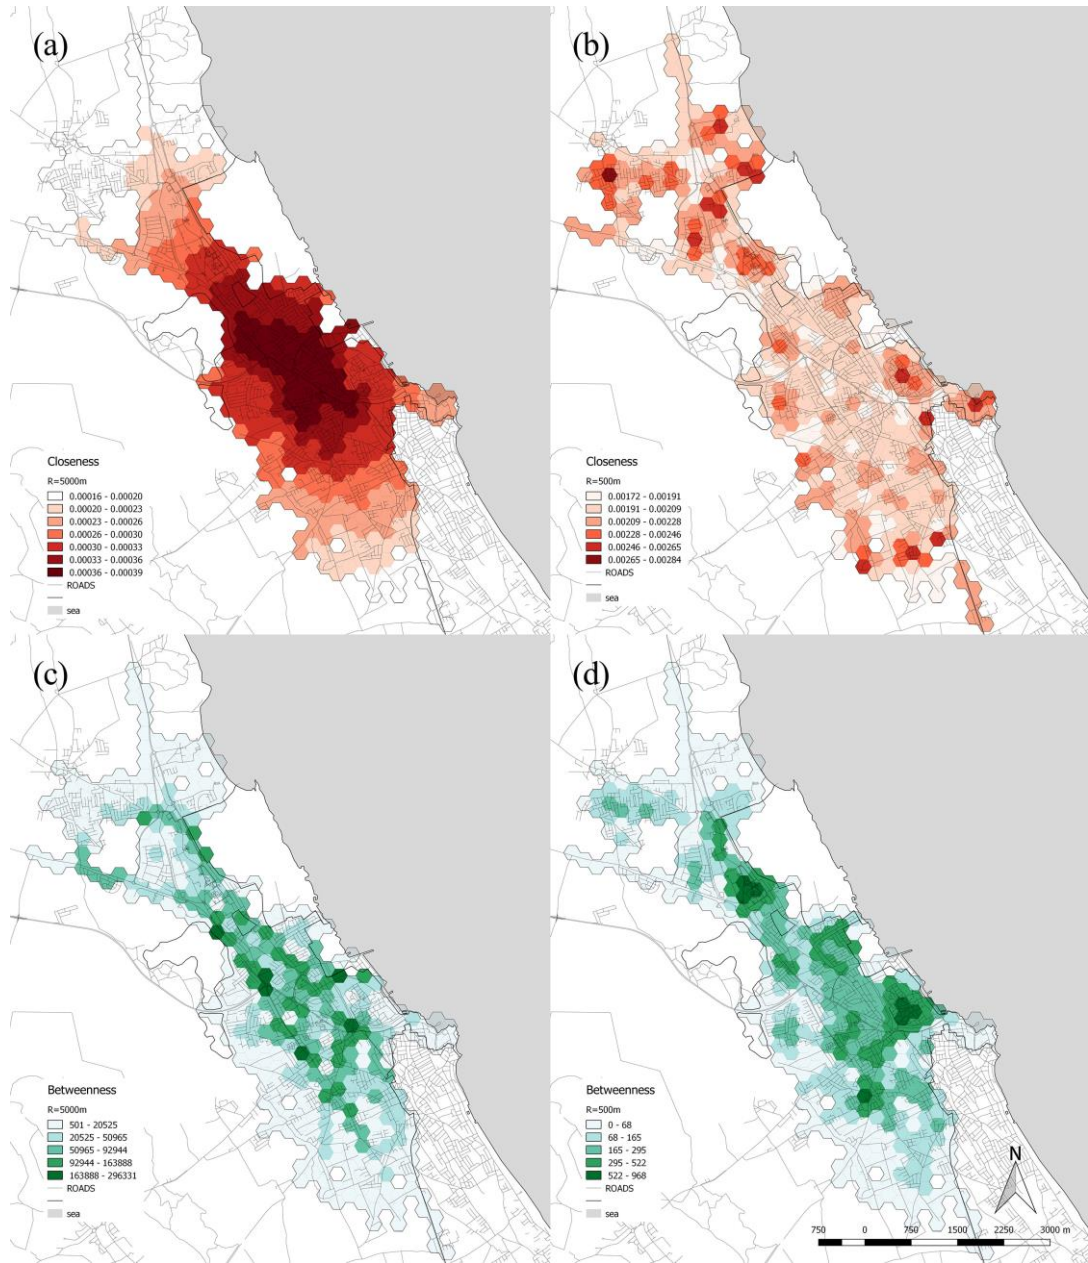 (a)
Closeness
R=5000m
0.00016 - 0.00020
0.00020 - 0.00023
0.00023 - 0.00026
0.00026 - 0.00030
0.00030 - 0.00033
0.00033 - 0.00036
0.00036 - 0.00039
ROADS
sea
(b)
Closeness
R=500m
0.00172 - 0.00191
0.00191 - 0.00209
0.00209 - 0.00228
0.00228 - 0.00246
0.00246 - 0.00265
0.00265 - 0.00284
ROADS
sea
(c)
Betweenness
R=5000m
501 - 20525
20525 - 50965
50965 - 92944
92944 - 163888
163888 - 296331
ROADS
sea
(d)
Betweenness
R=500m
0 - 68
68 - 165
165 - 295
295 - 522
522 - 968
ROADS
sea
N
750 0 750 1500 2250 3000 m